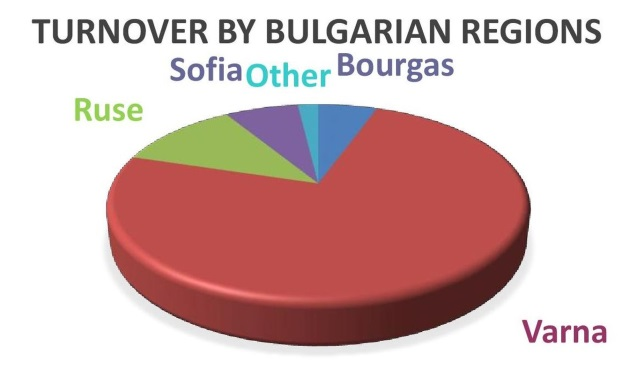 TURNOVER BY BULGARIAN REGIONS
Sofia Other Bourgas
Ruse
Varna